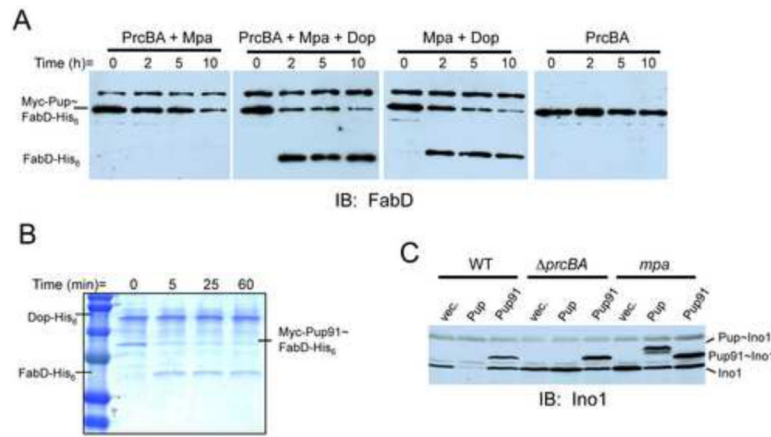 A
PrcBA + Mpa PrcBA + Mpa + Dop Mpa + Dop PrcBA
Time (h)= 0 2 5 10 0 2 5 10 0 2 5 10 0 2 5 10
Myc-Pup~
FabD-His6
FabD-His6
IB: FabD
B
Time (min)= 0 5 25 60
Dop-His6
Myc-Pup91~
FabD-His6
FabD-His6
C
WT ΔprcBA mpa
vec. Pup Pup91 vec. Pup Pup91 vec. Pup Pup91
Pup~Ino1
Pup91~Ino1
Ino1
IB: Ino1